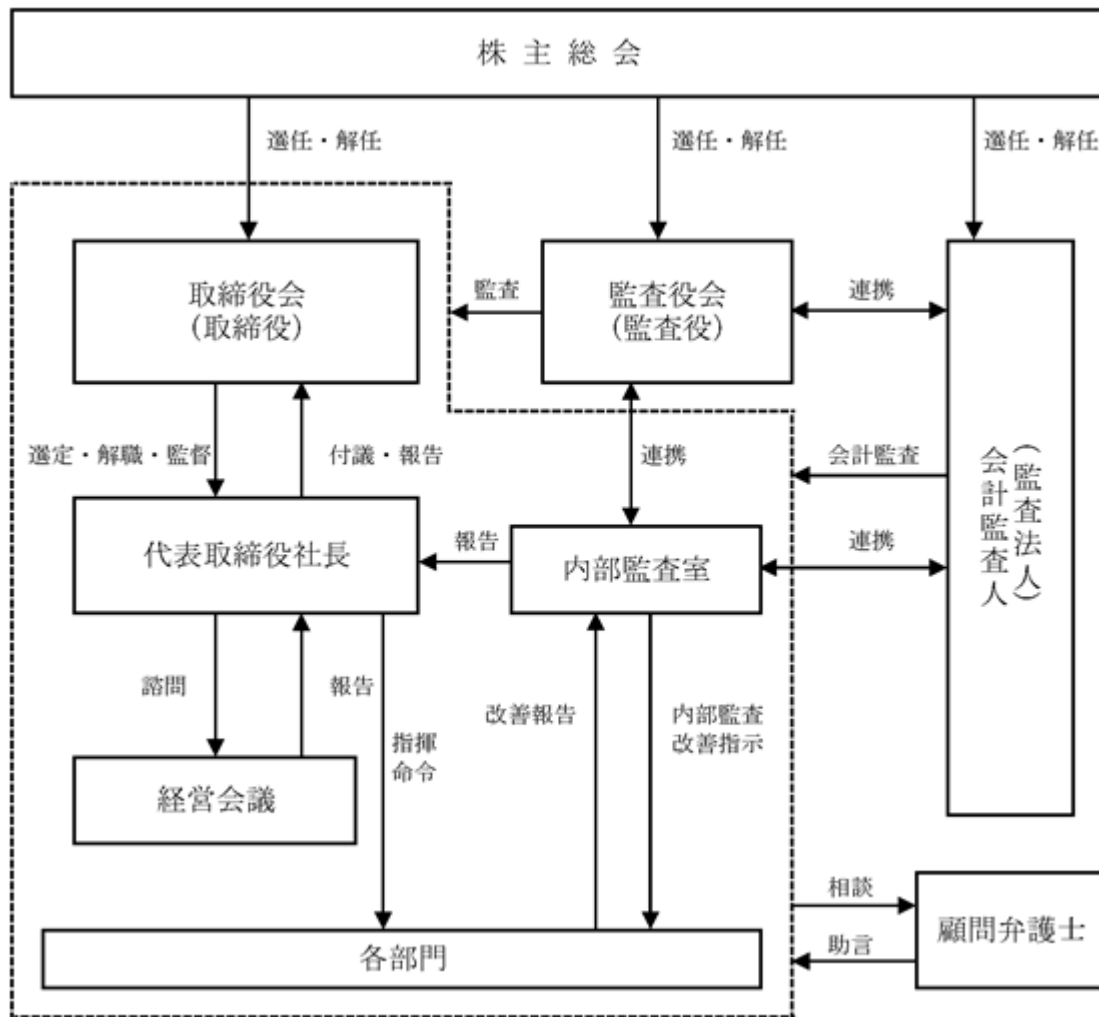 株主総会
選任・解任
選任・解任
選任・解任
取締役会
(取締役)
監査
監査役会
(監査役)
連携
会計監査人
(監査法人)
選定・解職・監督
付議・報告
連携
会計監査
代表取締役社長
報告
内部監査室
連携
諮問
報告
指揮
命令
改善報告
内部監査
改善指示
経営会議
各部門
相談
助言
顧問弁護士